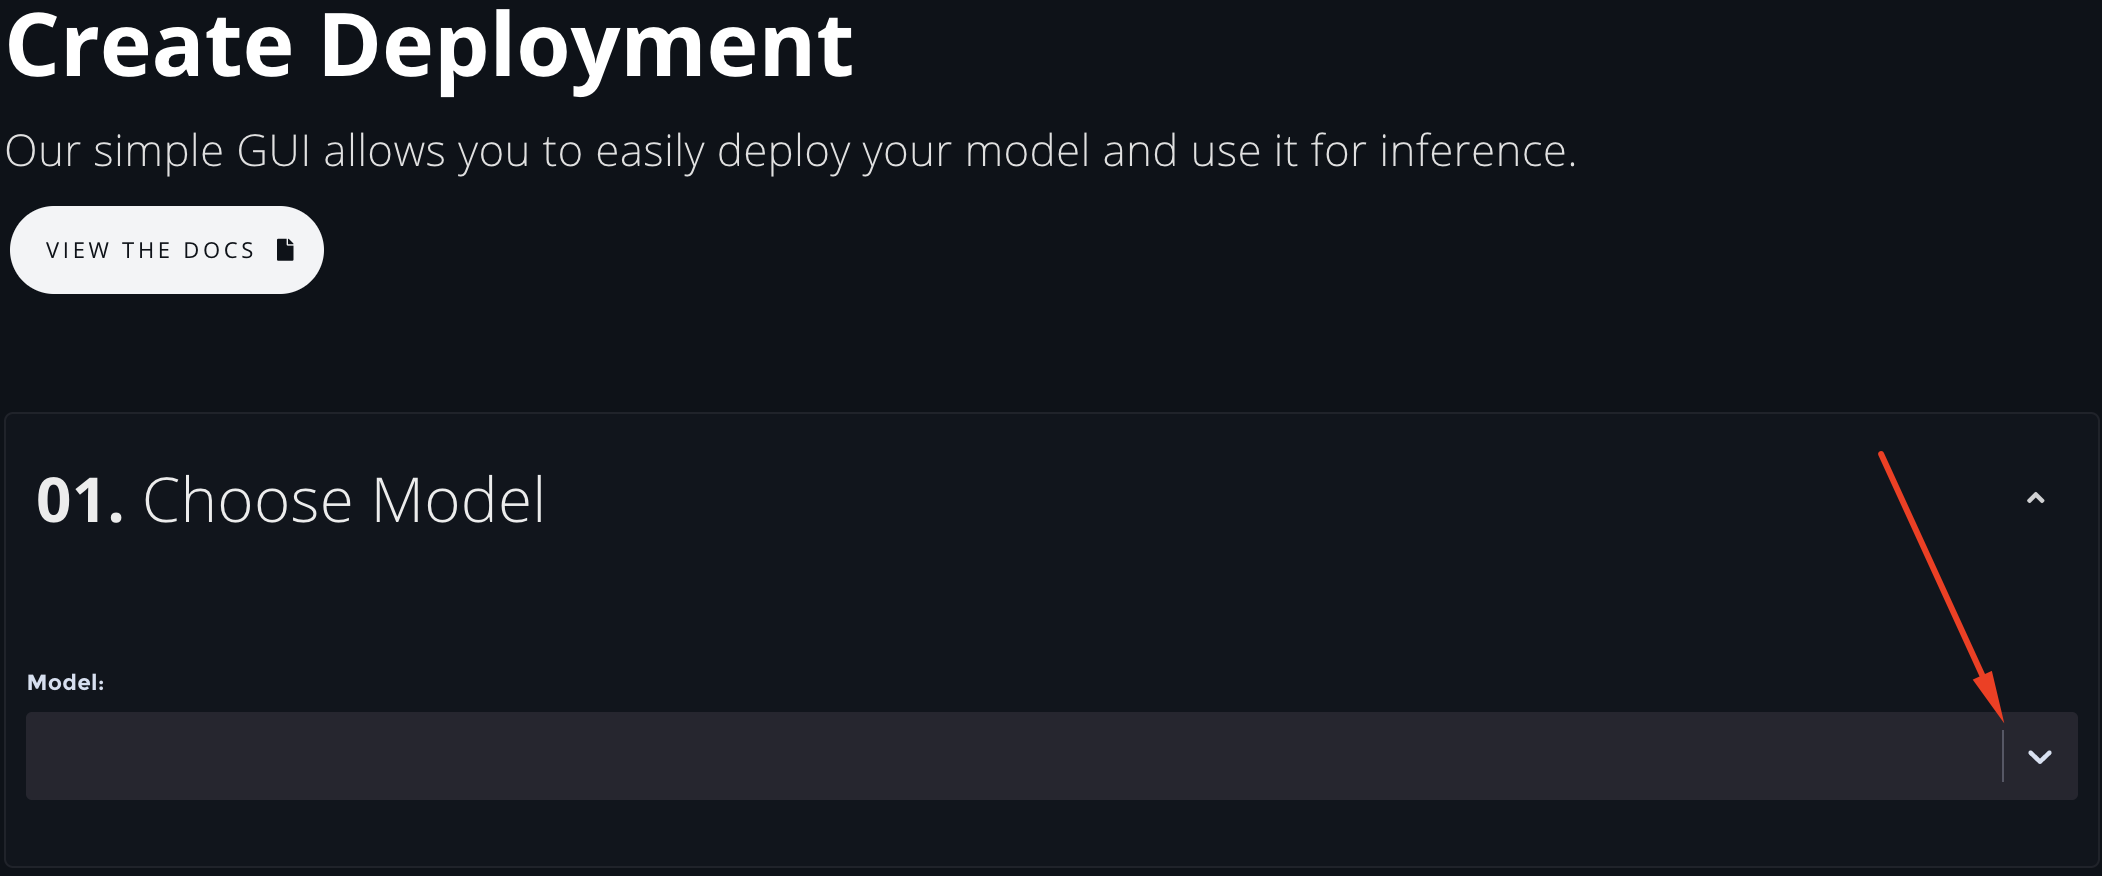 Create Deployment
Our simple GUI allows you to easily deploy your model and use it for inference.
VIEW THE DOCS
01. Choose Model
Model: